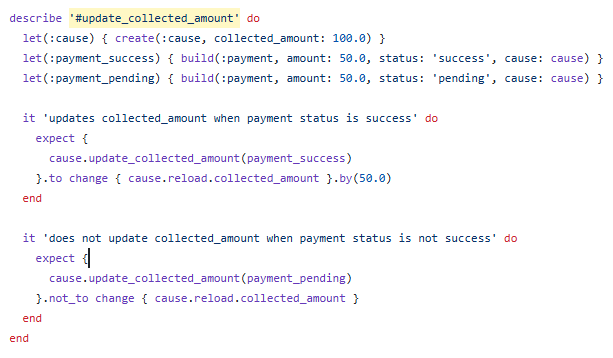 describe '#update_collected_amount' do
  let(:cause) { create(:cause, collected_amount: 100.0) }
  let(:payment_success) { build(:payment, amount: 50.0, status: 'success', cause: cause) }
  let(:payment_pending) { build(:payment, amount: 50.0, status: 'pending', cause: cause) }

  it 'updates collected_amount when payment status is success' do
    expect {
      cause.update_collected_amount(payment_success)
    }.to change { cause.reload.collected_amount }.by(50.0)
  end

  it 'does not update collected_amount when payment status is not success' do
    expect {
      cause.update_collected_amount(payment_pending)
    }.not_to change { cause.reload.collected_amount }
  end
end